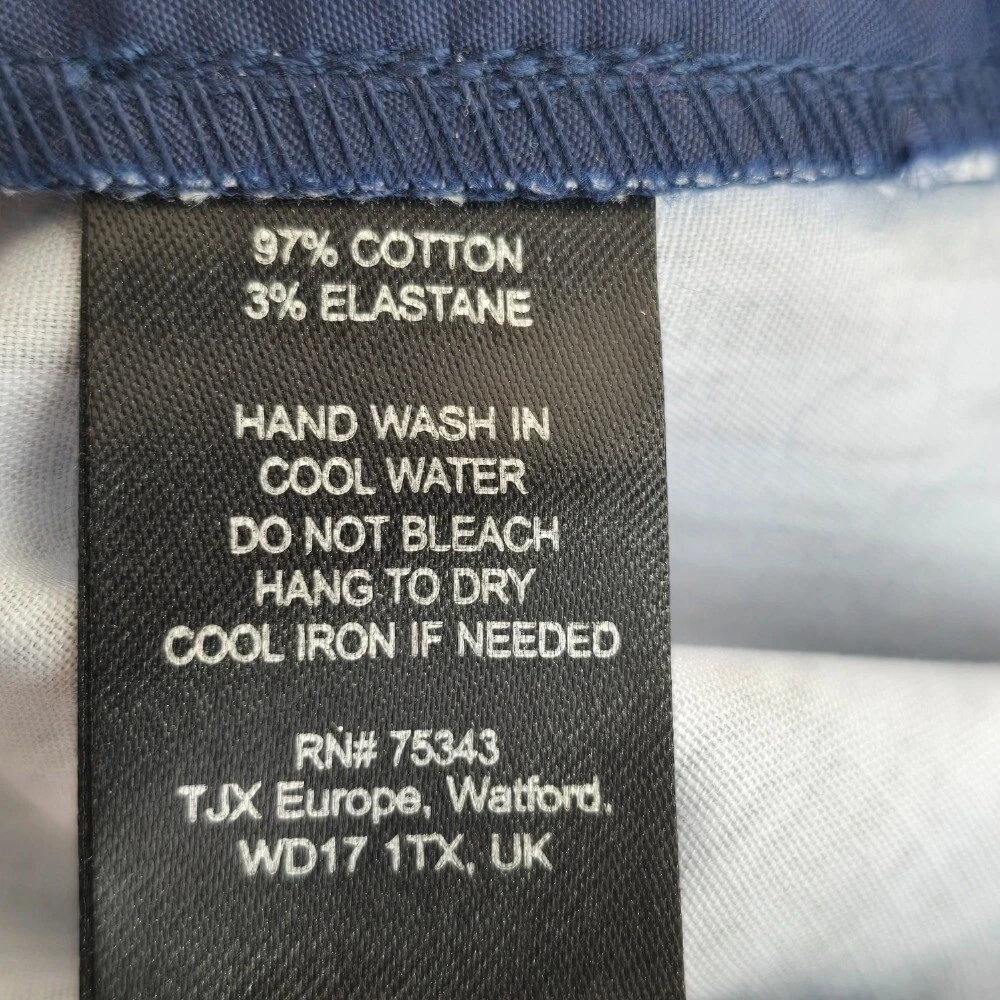 97% COTTON
3% ELASTANE
HAND WASH IN
COOL WATER
DO NOT BLEACH
HANG TO DRY
COOL IRON IF NEEDED
RN# 75343
TJX Europe, Watford,
WD17 1TX, UK